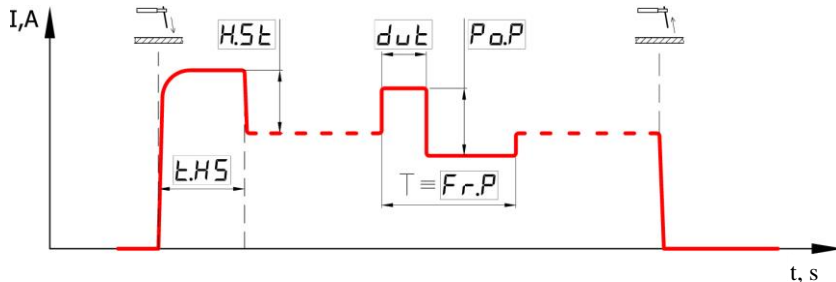 I,A
H.St
dut
Po.P
t.HS
T ≡ Fr.P
t, s